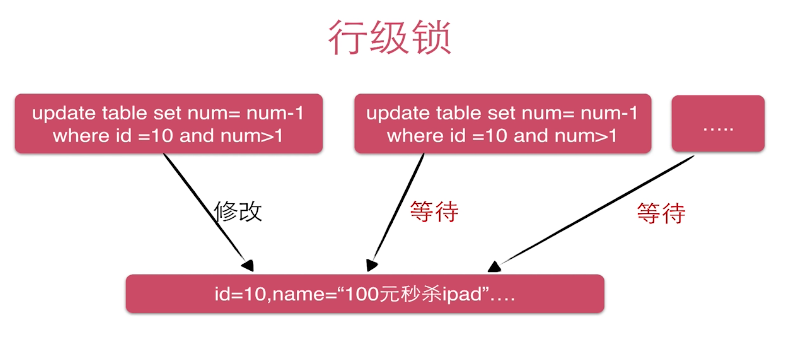 行级锁
update table set num= num-1
where id =10 and num>1
update table set num= num-1
where id =10 and num>1
.....
修改
等待
等待
id=10,name=“100元秒杀ipad”....